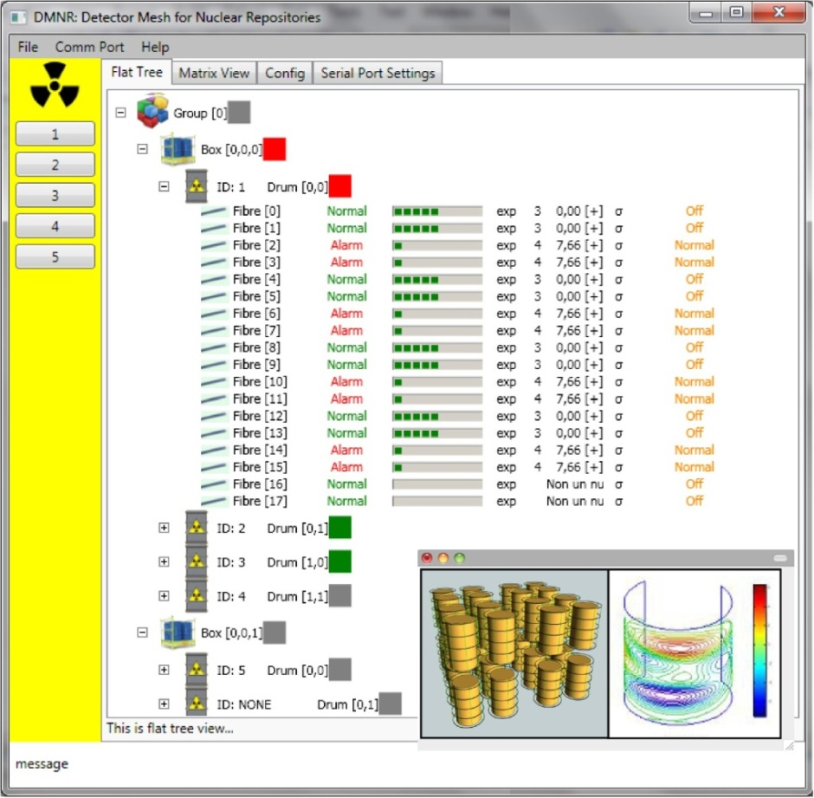 DMNR: Detector Mesh for Nuclear Repositories
File Comm Port Help
Flat Tree Matrix View Config Serial Port Settings
1
2
3
4
5
Group [0]
Box [0,0,0]
ID: 1 Drum [0,0]
Fibre [0] Normal exp 3 0,00 [+] σ Off
Fibre [1] Normal exp 3 0,00 [+] σ Off
Fibre [2] Alarm exp 4 7,66 [+] σ Normal
Fibre [3] Alarm exp 4 7,66 [+] σ Normal
Fibre [4] Normal exp 3 0,00 [+] σ Off
Fibre [5] Normal exp 3 0,00 [+] σ Off
Fibre [6] Alarm exp 4 7,66 [+] σ Normal
Fibre [7] Alarm exp 4 7,66 [+] σ Normal
Fibre [8] Normal exp 3 0,00 [+] σ Off
Fibre [9] Normal exp 3 0,00 [+] σ Off
Fibre [10] Alarm exp 4 7,66 [+] σ Normal
Fibre [11] Alarm exp 4 7,66 [+] σ Normal
Fibre [12] Normal exp 3 0,00 [+] σ Off
Fibre [13] Normal exp 3 0,00 [+] σ Off
Fibre [14] Alarm exp 4 7,66 [+] σ Normal
Fibre [15] Alarm exp 4 7,66 [+] σ Normal
Fibre [16] Normal exp Non un nu σ Off
Fibre [17] Normal exp Non un nu σ Off
ID: 2 Drum [0,1]
ID: 3 Drum [1,0]
ID: 4 Drum [1,1]
Box [0,0,1]
ID: 5 Drum [0,0]
ID: NONE Drum [0,1]
This is flat tree view...
message